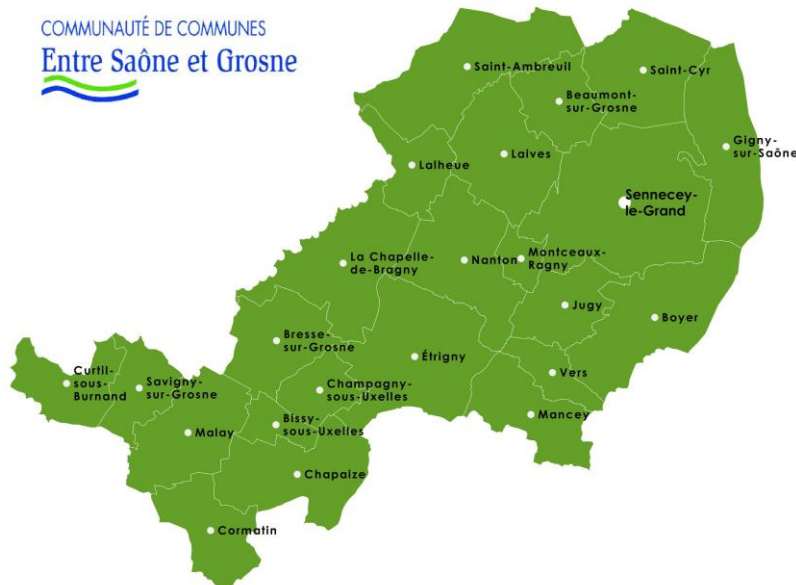 COMMUNAUTÉ DE COMMUNES
Entre Saône et Grosne
Saint-Ambreuil
Saint-Cyr
Beaumont-
sur-Grosne
Gigny-
sur-Saône
Laives
Lalheue
Sennecey-
le-Grand
La Chapelle-
de-Bragny
Nanton
Montceaux-
Ragny
Jugy
Boyer
Bresse-
sur-Grosne
Étrigny
Vers
Curtil-
sous-
Burnand
Savigny-
sur-Grosne
Champagny-
sous-Uxelles
Mancey
Bissy-
sous-Uxelles
Malay
Chapaize
Cormatin